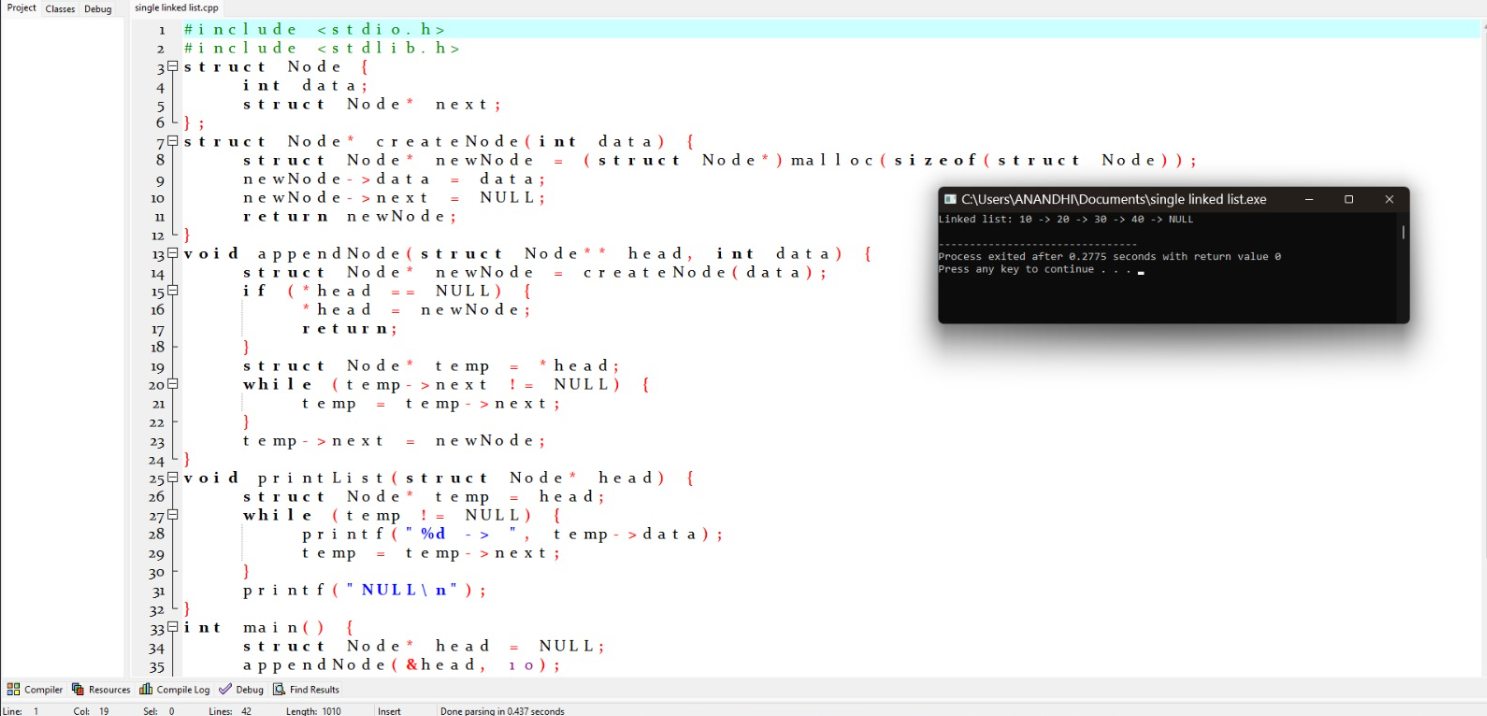 Project Classes Debug
single linked list.cpp
1 #include <stdio.h>
2 #include <stdlib.h>
3 struct Node {
4 int data;
5 struct Node* next;
6 };
7 struct Node* createNode(int data) {
8 struct Node* newNode = (struct Node*)malloc(sizeof(struct Node));
9 newNode->data = data;
10 newNode->next = NULL;
11 return newNode;
12 }
13 void appendNode(struct Node** head, int data) {
14 struct Node* newNode = createNode(data);
15 if (*head == NULL) {
16 *head = newNode;
17 return;
18 }
19 struct Node* temp = *head;
20 while (temp->next != NULL) {
21 temp = temp->next;
22 }
23 temp->next = newNode;
24 }
25 void printList(struct Node* head) {
26 struct Node* temp = head;
27 while (temp != NULL) {
28 printf("%d -> ", temp->data);
29 temp = temp->next;
30 }
31 printf("NULL\n");
32 }
33 int main() {
34 struct Node* head = NULL;
35 appendNode(&head, 10);
C:\Users\ANANDHI\Documents\single linked list.exe
Linked list: 10 -> 20 -> 30 -> 40 -> NULL
--------------------------------
Process exited after 0.2775 seconds with return value 0
Press any key to continue . . .
Compiler Resources Compile Log Debug Find Results
Line: 1 Col: 19 Sel: 0 Lines: 42 Length: 1010 Insert Done parsing in 0.437 seconds